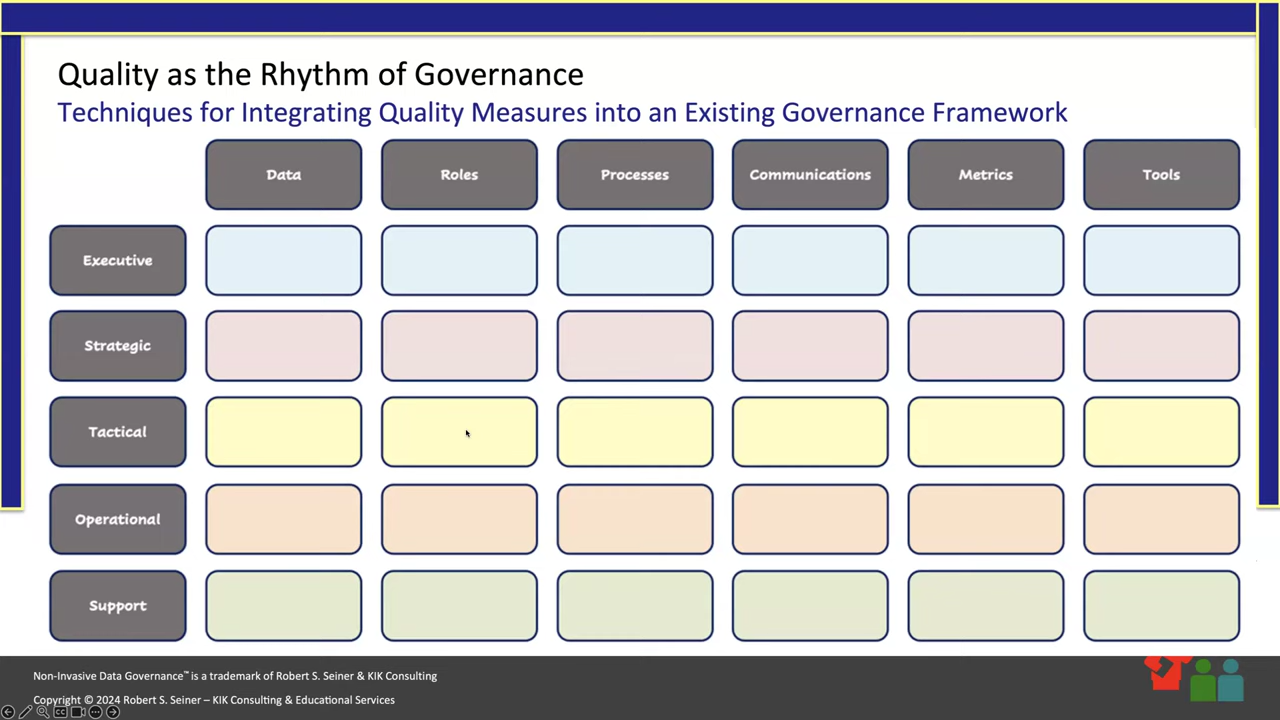 Quality as the Rhythm of Governance
Techniques for Integrating Quality Measures into an Existing Governance Framework
Data Roles Processes Communications Metrics Tools
Executive
Strategic
Tactical
Operational
Support
Non-Invasive Data Governance™ is a trademark of Robert S. Seiner & KIK Consulting
Copyright © 2024 Robert S. Seiner – KIK Consulting & Educational Services